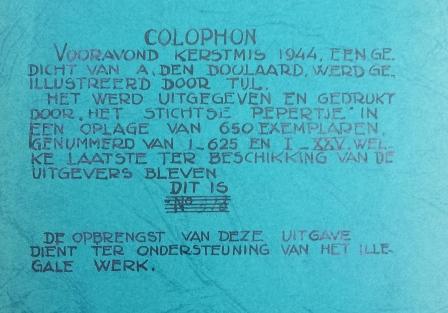 COLOPHON
VOORAVOND KERSTMIS 1944, EEN GE-
DICHT VAN A. DEN DOOLAARD, WERD GE-
ILLUSTREERD DOOR TUL.
HET WERD UITGEGEVEN EN GEDRUKT
DOOR "HET STICHTSE PEPERTJE" IN
EEN OPLAGE VAN 650 EXEMPLAREN,
GENUMMERD VAN 1-625 EN I-XXV, WEL-
KE LAATSTE TER BESCHIKKING VAN DE
UITGEVERS BLEVEN
DIT IS
No
DE OPBRENGST VAN DEZE UITGAVE
DIENT TER ONDERSTEUNING VAN HET ILLE-
GALE WERK.